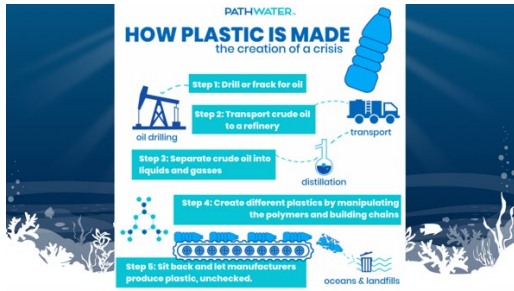 PATHWATER™
HOW PLASTIC IS MADE
the creation of a crisis
Step 1: Drill or frack for oil
oil drilling
Step 2: Transport crude oil
to a refinery
transport
Step 3: Separate crude oil into
liquids and gasses
distillation
Step 4: Create different plastics by manipulating
the polymers and building chains
Step 5: Sit back and let manufacturers
produce plastic, unchecked.
oceans & landfills